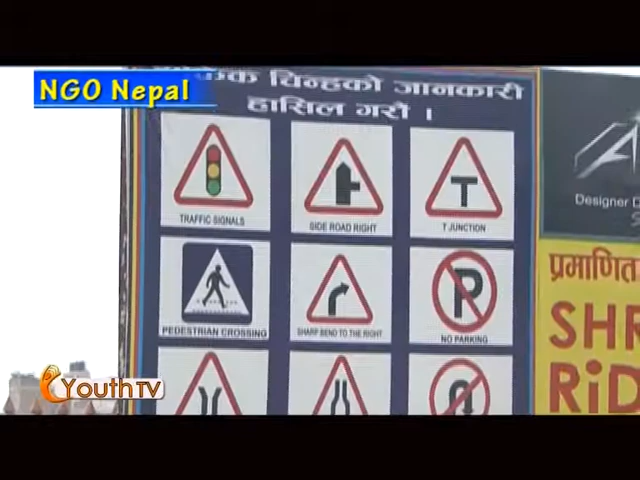 NGO Nepal
चिन्हको जानकारी
हासिल गरौं ।
TRAFFIC SIGNALS
SIDE ROAD RIGHT
T JUNCTION
T
Designer
PEDESTRIAN CROSSING
SHARP BEND TO THE RIGHT
P
NO PARKING
प्रमाणित
SHR
RiD
YouthTV